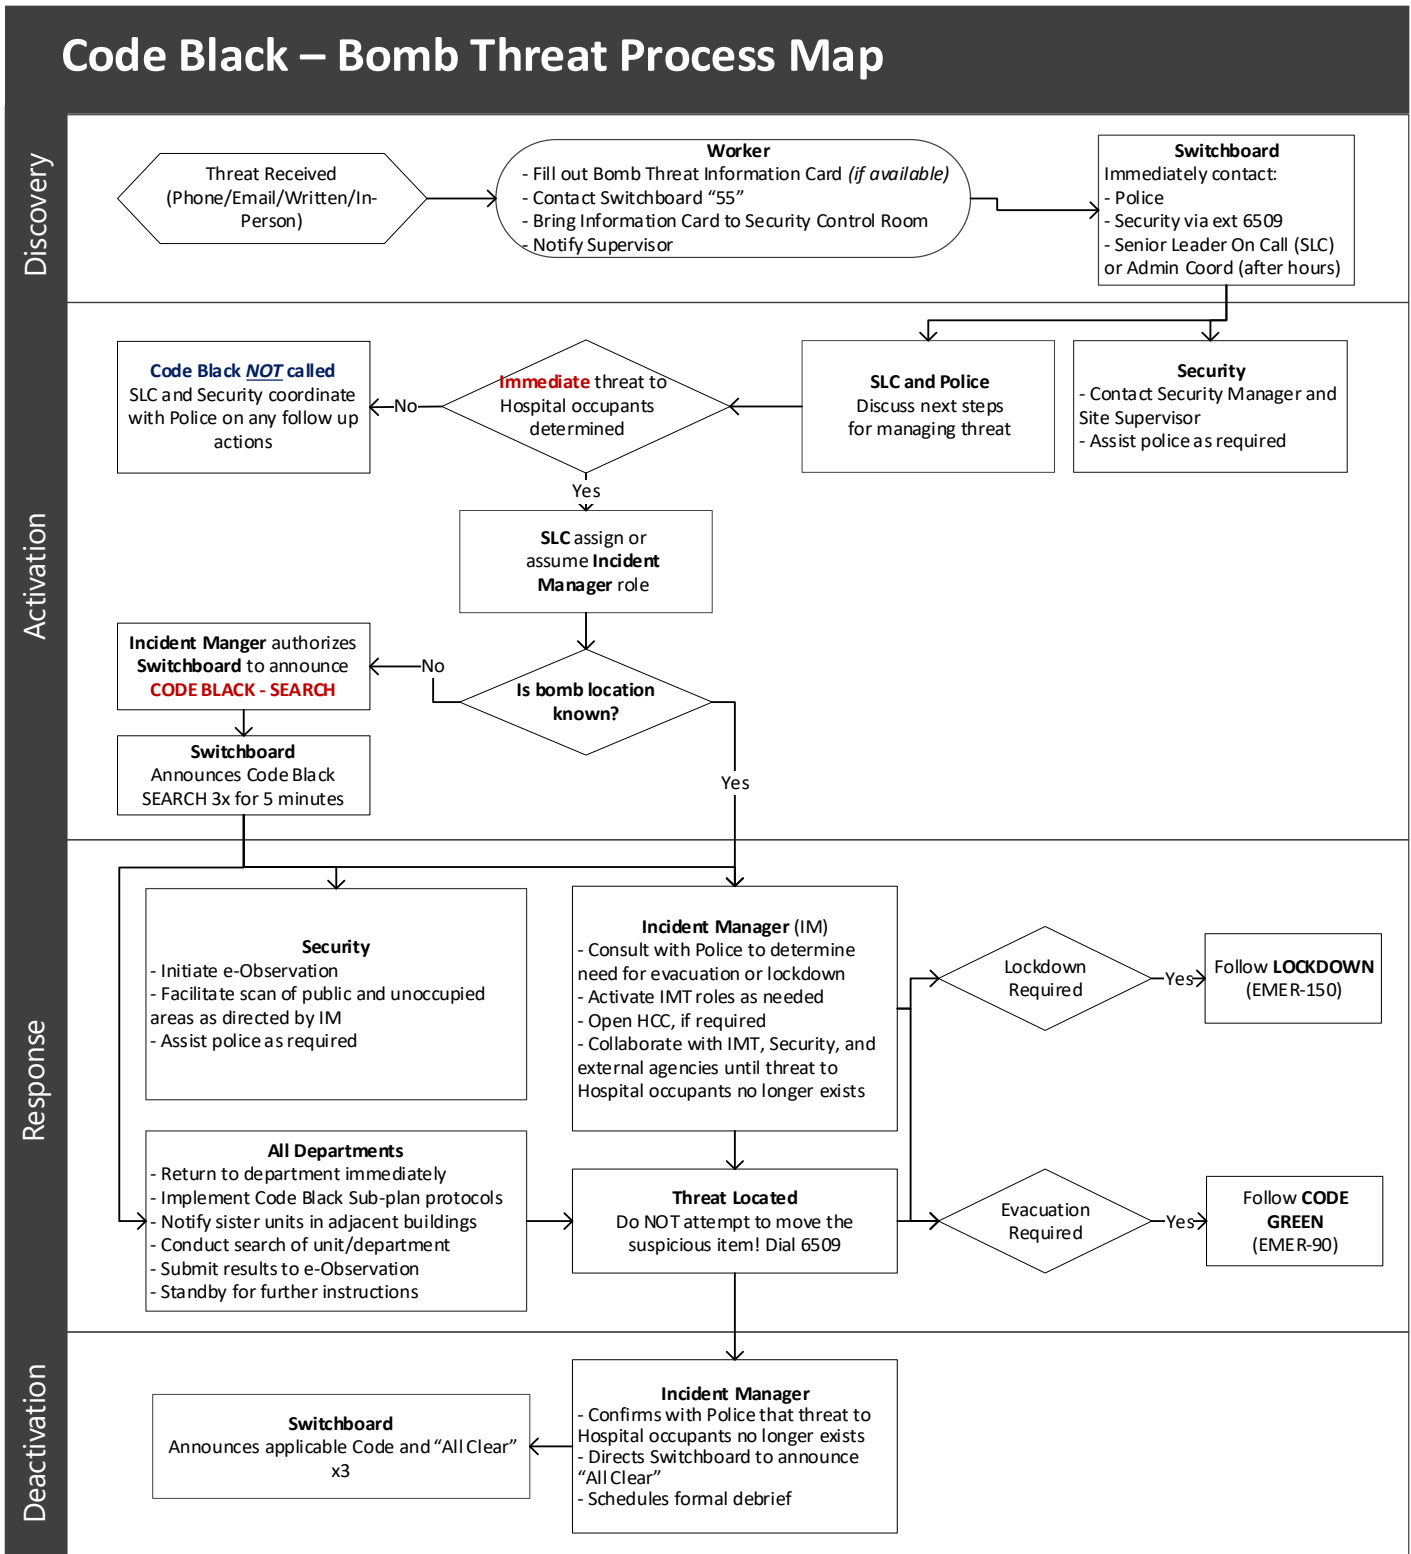 Code Black – Bomb Threat Process Map
Discovery
Threat Received
(Phone/Email/Written/In-
Person)
Worker
- Fill out Bomb Threat Information Card (if available)
- Contact Switchboard “55”
- Bring Information Card to Security Control Room
- Notify Supervisor
Switchboard
Immediately contact:
- Police
- Security via ext 6509
- Senior Leader On Call (SLC)
or Admin Coord (after hours)
Activation
Code Black NOT called
SLC and Security coordinate
with Police on any follow up
actions
No
Immediate threat to
Hospital occupants
determined
SLC and Police
Discuss next steps
for managing threat
Security
- Contact Security Manager and
Site Supervisor
- Assist police as required
Yes
SLC assign or
assume Incident
Manager role
Incident Manger authorizes
Switchboard to announce
CODE BLACK - SEARCH
No
Is bomb location
known?
Switchboard
Announces Code Black
SEARCH 3x for 5 minutes
Yes
Response
Security
- Initiate e-Observation
- Facilitate scan of public and unoccupied
areas as directed by IM
- Assist police as required
Incident Manager (IM)
- Consult with Police to determine
need for evacuation or lockdown
- Activate IMT roles as needed
- Open HCC, if required
- Collaborate with IMT, Security, and
external agencies until threat to
Hospital occupants no longer exists
Lockdown
Required
Yes
Follow LOCKDOWN
(EMER-150)
All Departments
- Return to department immediately
- Implement Code Black Sub-plan protocols
- Notify sister units in adjacent buildings
- Conduct search of unit/department
- Submit results to e-Observation
- Standby for further instructions
Threat Located
Do NOT attempt to move the
suspicious item! Dial 6509
Evacuation
Required
Yes
Follow CODE
GREEN
(EMER-90)
Deactivation
Switchboard
Announces applicable Code and “All Clear”
x3
Incident Manager
- Confirms with Police that threat to
Hospital occupants no longer exists
- Directs Switchboard to announce
“All Clear”
- Schedules formal debrief